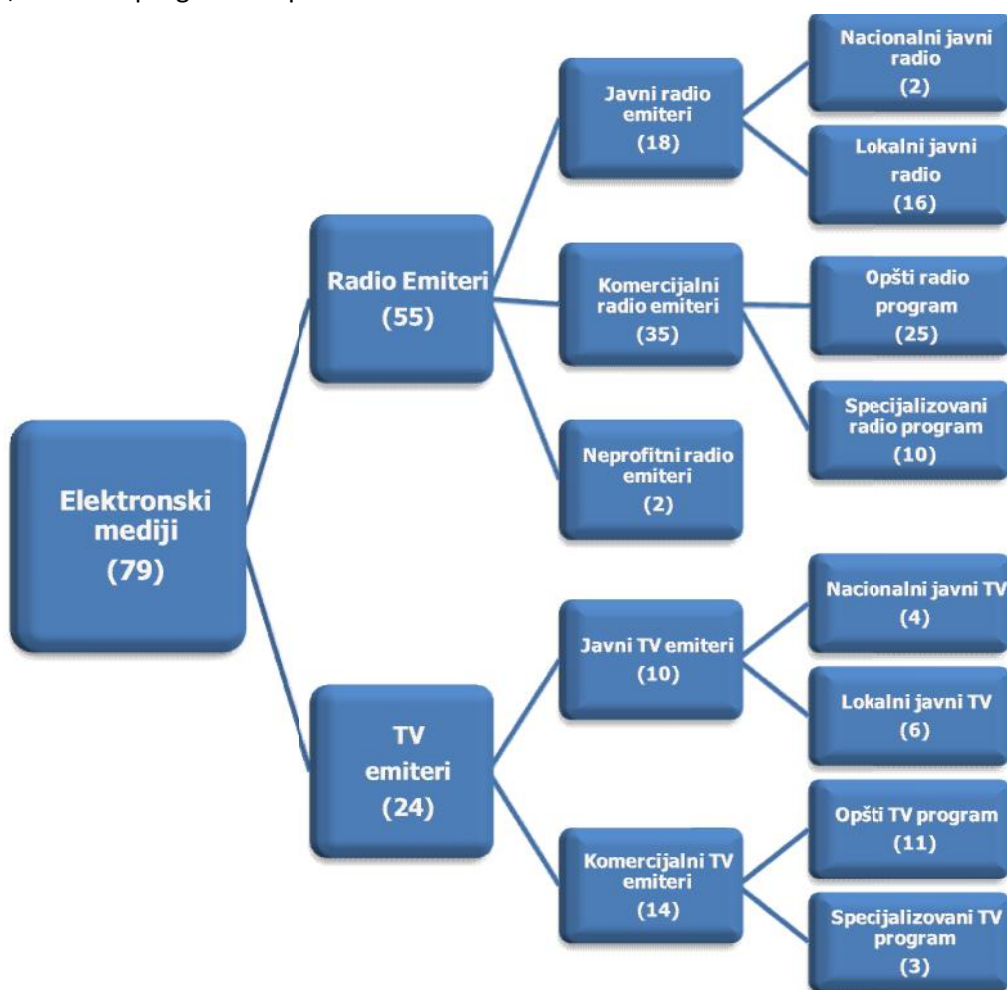 Elektronski
mediji
(79)
Radio Emiteri
(55)
Javni radio
emiteri
(18)
Nacionalni javni
radio
(2)
Lokalni javni
radio
(16)
Komercijalni
radio emiteri
(35)
Opšti radio
program
(25)
Specijalizovani
radio program
(10)
Neprofitni radio
emiteri
(2)
TV
emiteri
(24)
Javni TV emiteri
(10)
Nacionalni javni TV
(4)
Lokalni javni TV
(6)
Komercijalni TV
emiteri
(14)
Opšti TV program
(11)
Specijalizovani TV
program
(3)